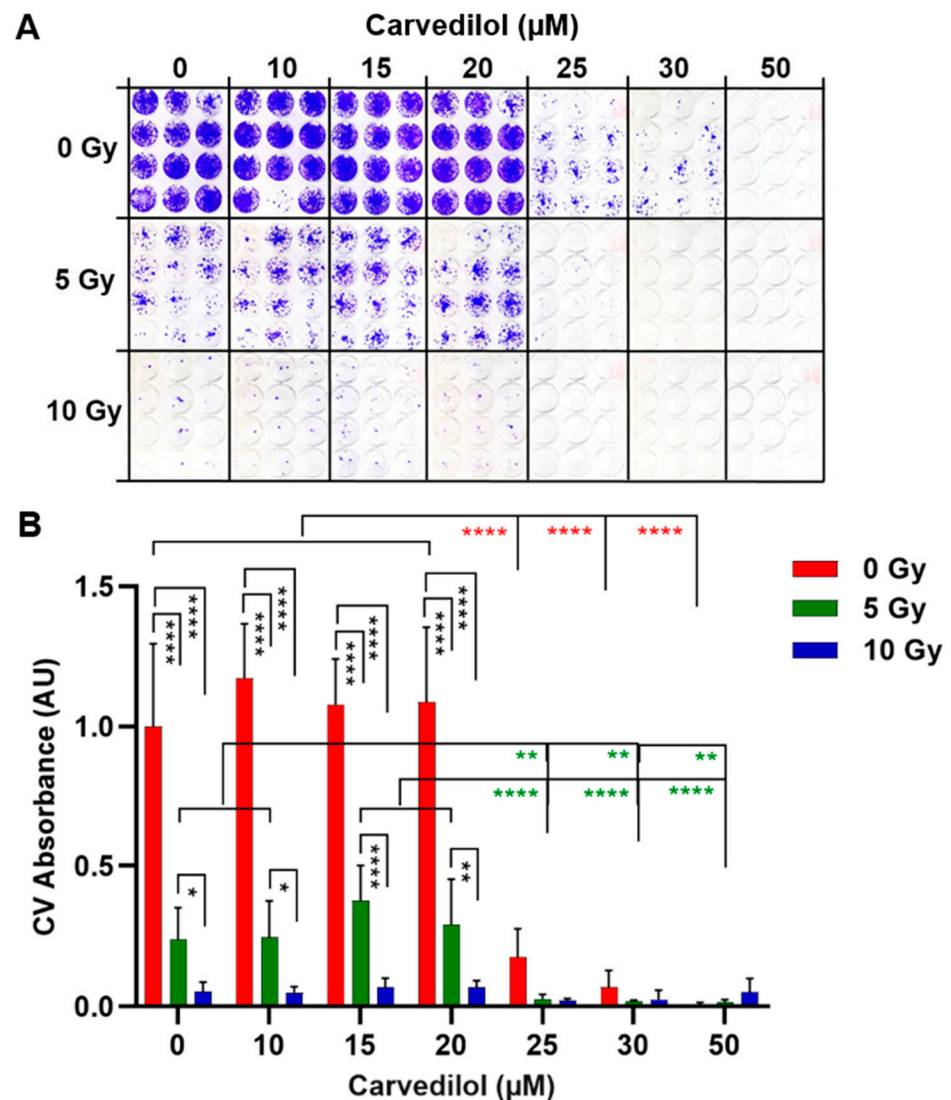 A
Carvedilol (µM)
0 10 15 20 25 30 50
0 Gy
5 Gy
10 Gy
B
**** **** ****
0 Gy
5 Gy
10 Gy
1.5
1.0
0.5
0.0
CV Absorbance (AU)
**** ****
**** ****
**** ****
**** ****
** ** **
**** **** ****
* * **** **
0 10 15 20 25 30 50
Carvedilol (µM)